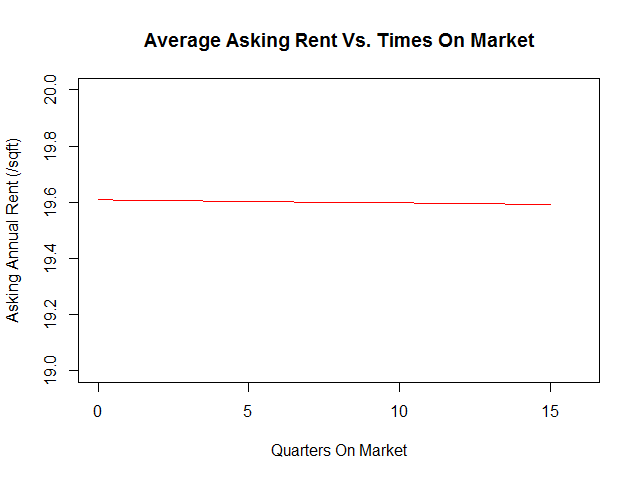 Average Asking Rent Vs. Times On Market
Asking Annual Rent (/sqft)
20.0
19.8
19.6
19.4
19.2
19.0
0 5 10 15
Quarters On Market